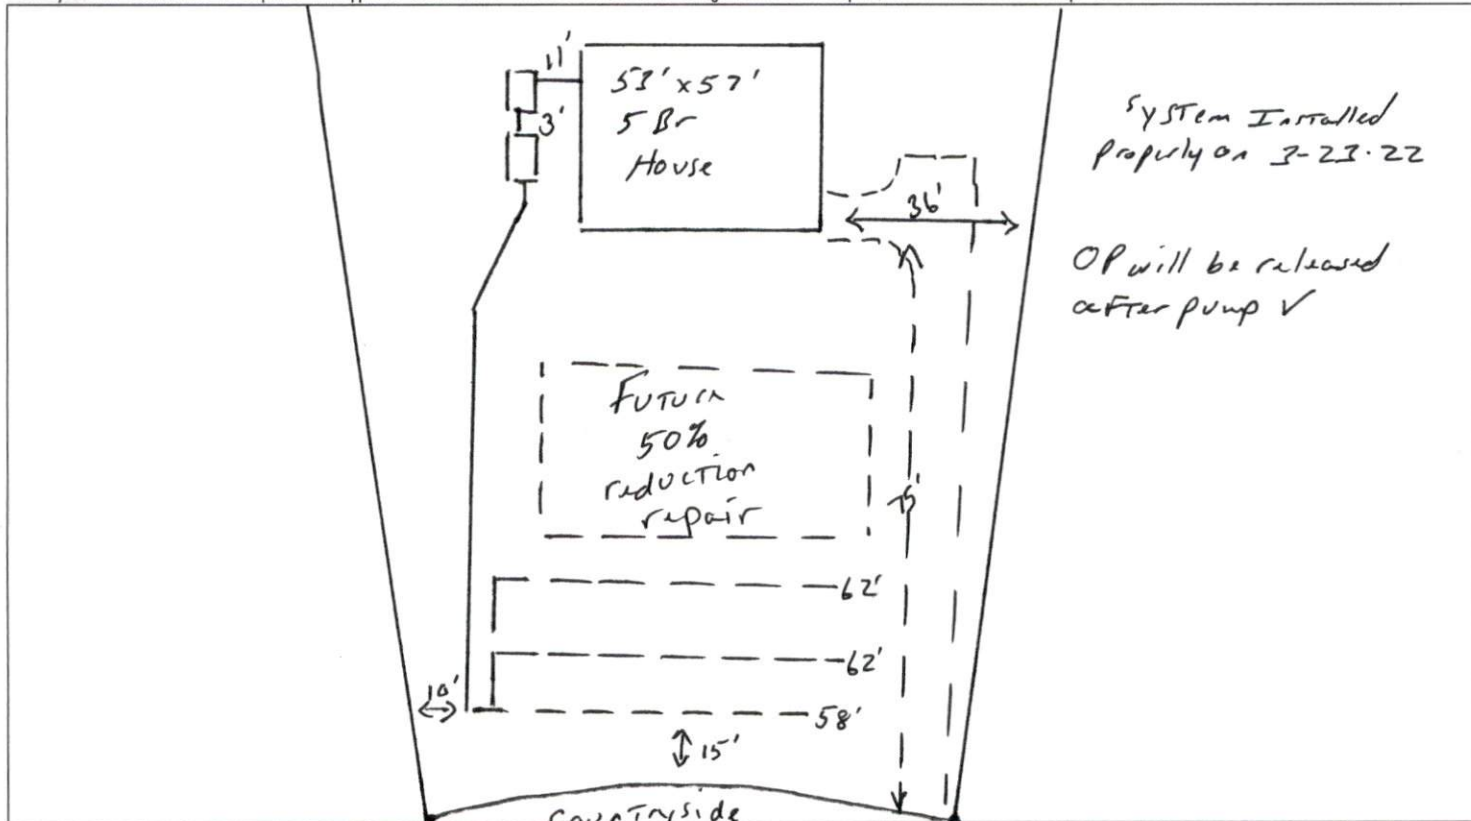 11'
3'
53' x 57'
5 Br
House
System Installed
properly on 3-23-22
36'
OP will be released
after pump ✓
Future
50%
reduction
repair
75'
62'
62'
58'
10'
15'
Countryside